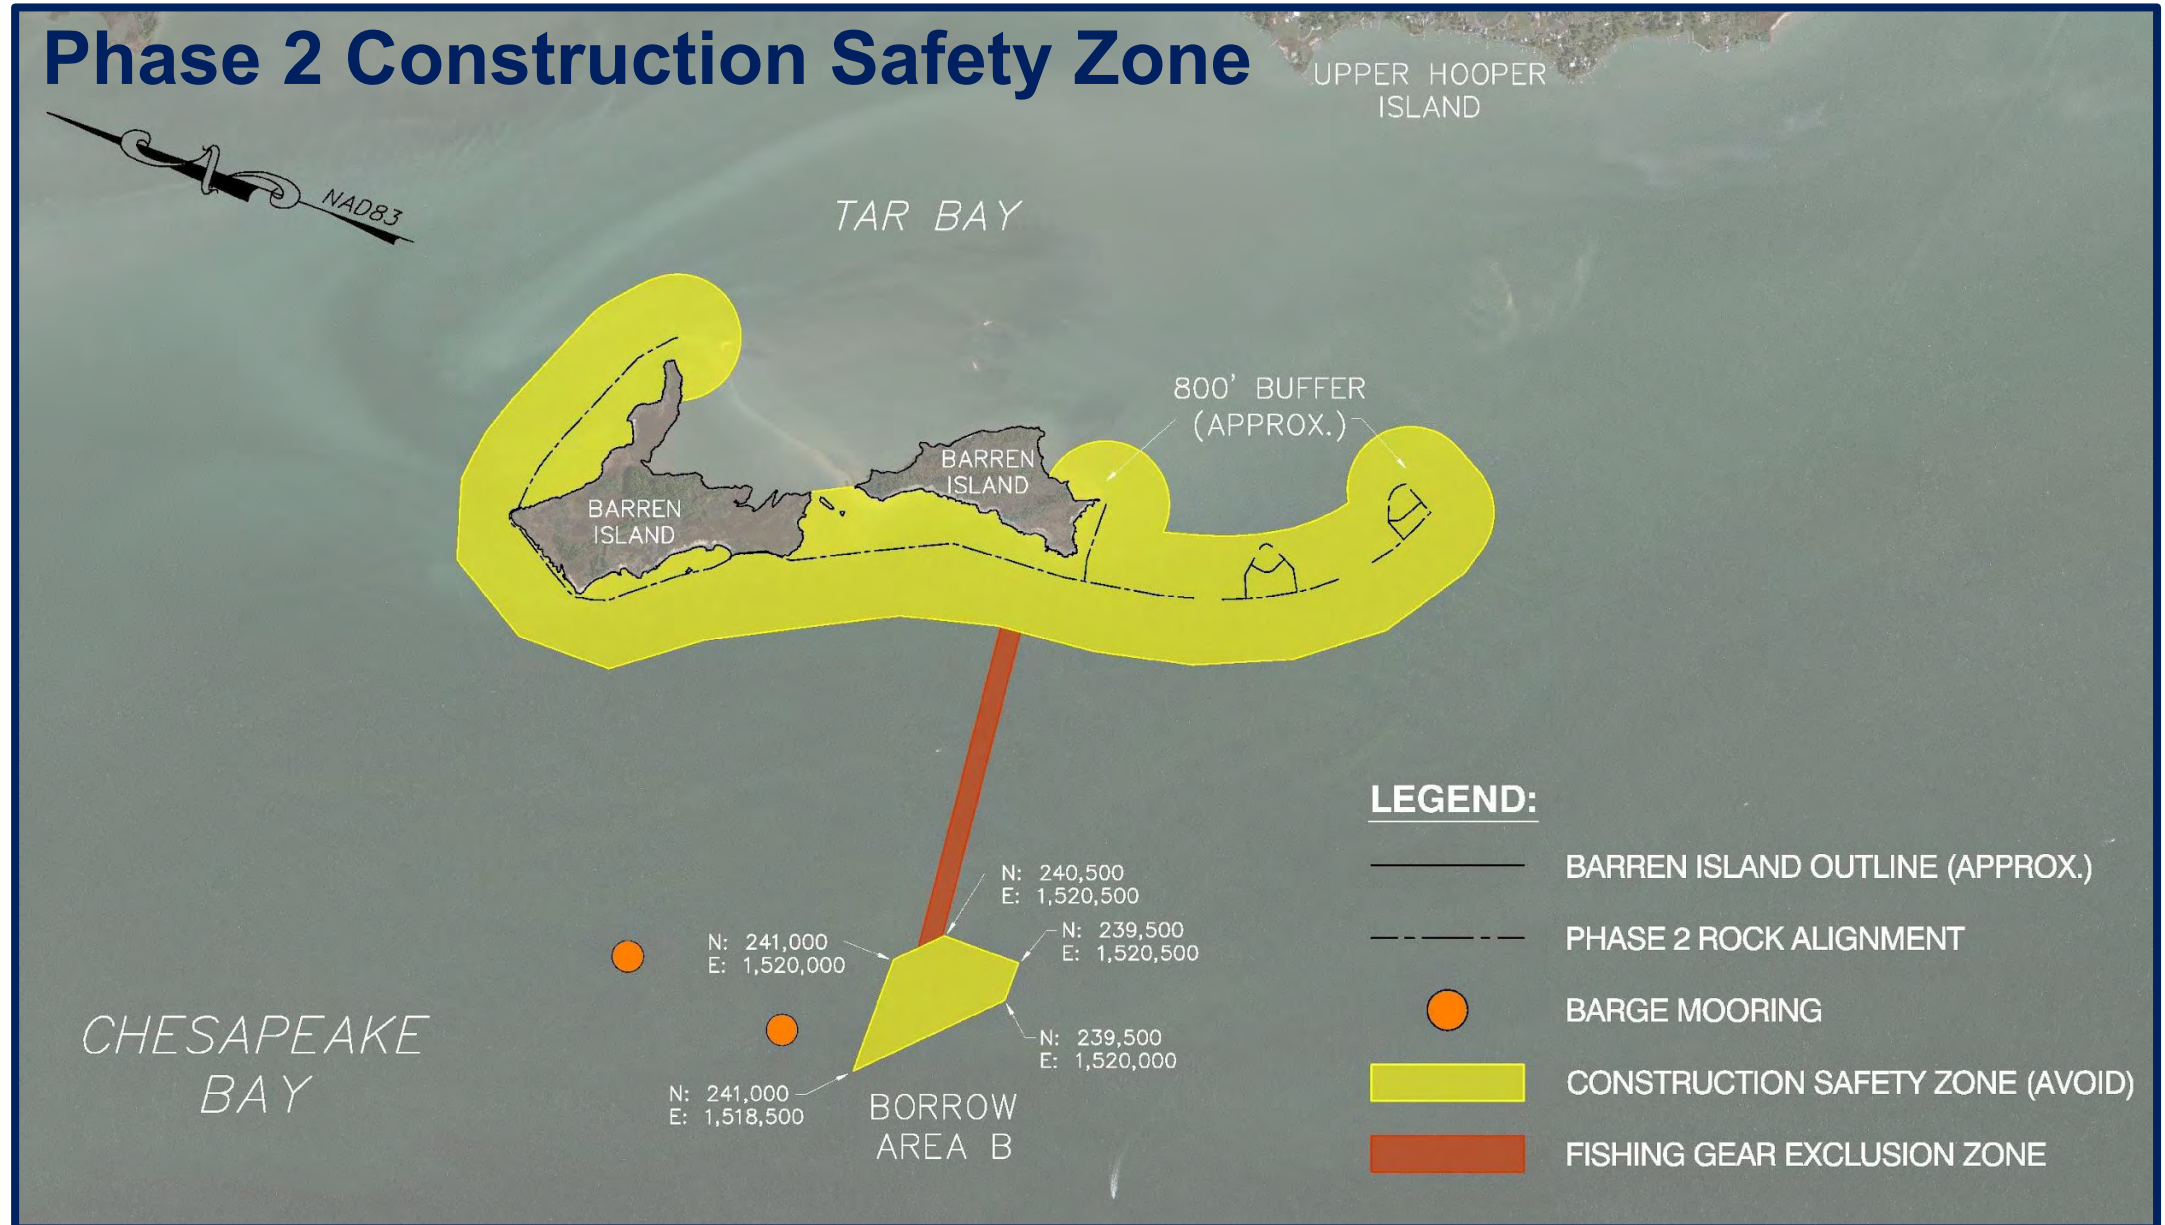 Phase 2 Construction Safety Zone
UPPER HOOPER
ISLAND
NAD83
TAR BAY
800' BUFFER
(APPROX.)
BARREN
ISLAND
BARREN
ISLAND
LEGEND:
BARREN ISLAND OUTLINE (APPROX.)
PHASE 2 ROCK ALIGNMENT
BARGE MOORING
CONSTRUCTION SAFETY ZONE (AVOID)
FISHING GEAR EXCLUSION ZONE
N: 240,500
E: 1,520,500
N: 241,000
E: 1,520,000
N: 239,500
E: 1,520,500
N: 239,500
E: 1,520,000
N: 241,000
E: 1,518,500
CHESAPEAKE
BAY
BORROW
AREA B